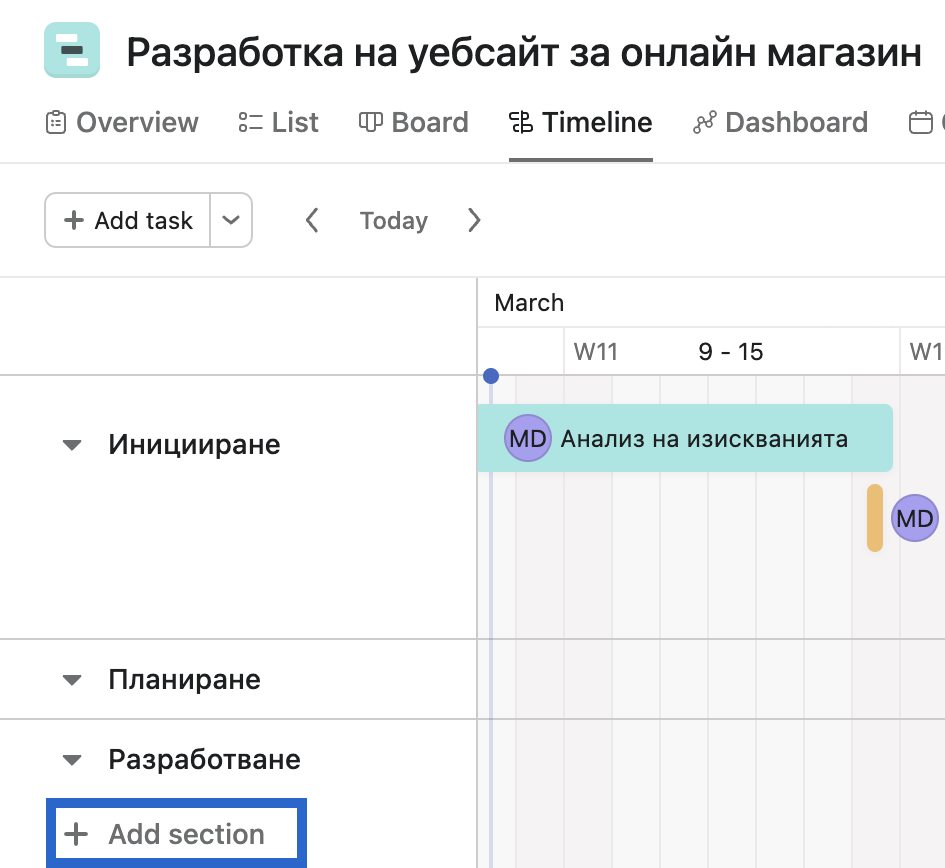 Разработка на уебсайт за онлайн магазин
Overview List Board Timeline Dashboard
Add task Today
March
W11 9 - 15 W1
Иницииране
MD Анализ на изискванията
MD
Планиране
Разработване
Add section